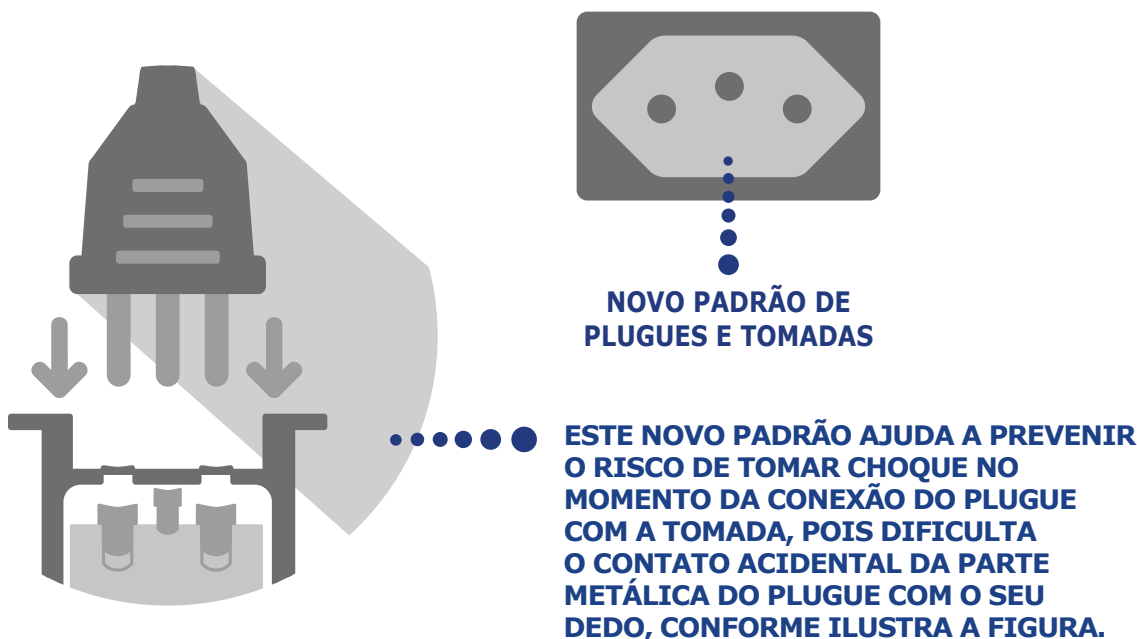 NOVO PADRÃO DE
PLUGUES E TOMADAS
ESTE NOVO PADRÃO AJUDA A PREVENIR
O RISCO DE TOMAR CHOQUE NO
MOMENTO DA CONEXÃO DO PLUGUE
COM A TOMADA, POIS DIFICULTA
O CONTATO ACIDENTAL DA PARTE
METÁLICA DO PLUGUE COM O SEU
DEDO, CONFORME ILUSTRA A FIGURA.